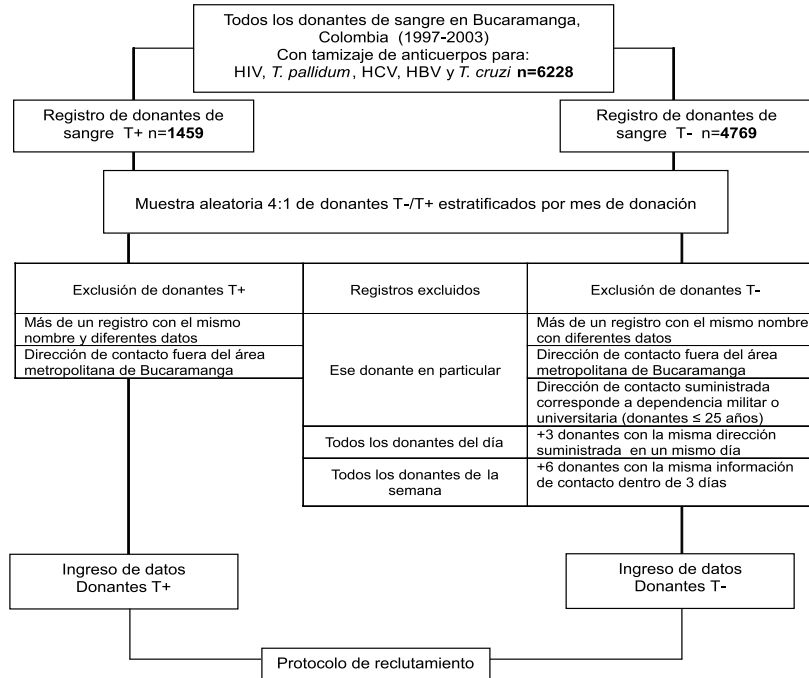 Todos los donantes de sangre en Bucaramanga,
Colombia (1997-2003)
Con tamizaje de anticuerpos para:
HIV, T. pallidum, HCV, HBV y T. cruzi n=6228
Registro de donantes de
sangre T+ n=1459
Registro de donantes de
sangre T- n=4769
Muestra aleatoria 4:1 de donantes T-/T+ estratificados por mes de donación
Exclusión de donantes T+
Registros excluidos
Exclusión de donantes T-
Más de un registro con el mismo
nombre y diferentes datos
Dirección de contacto fuera del área
metropolitana de Bucaramanga
Ese donante en particular
Más de un registro con el mismo nombre
con diferentes datos
Dirección de contacto fuera del área
metropolitana de Bucaramanga
Dirección de contacto suministrada
corresponde a dependencia militar o
universitaria (donantes ≤ 25 años)
Todos los donantes del día
+3 donantes con la misma dirección
suministrada en un mismo día
Todos los donantes de la
semana
+6 donantes con la misma información
de contacto dentro de 3 días
Ingreso de datos
Donantes T+
Ingreso de datos
Donantes T-
Protocolo de reclutamiento